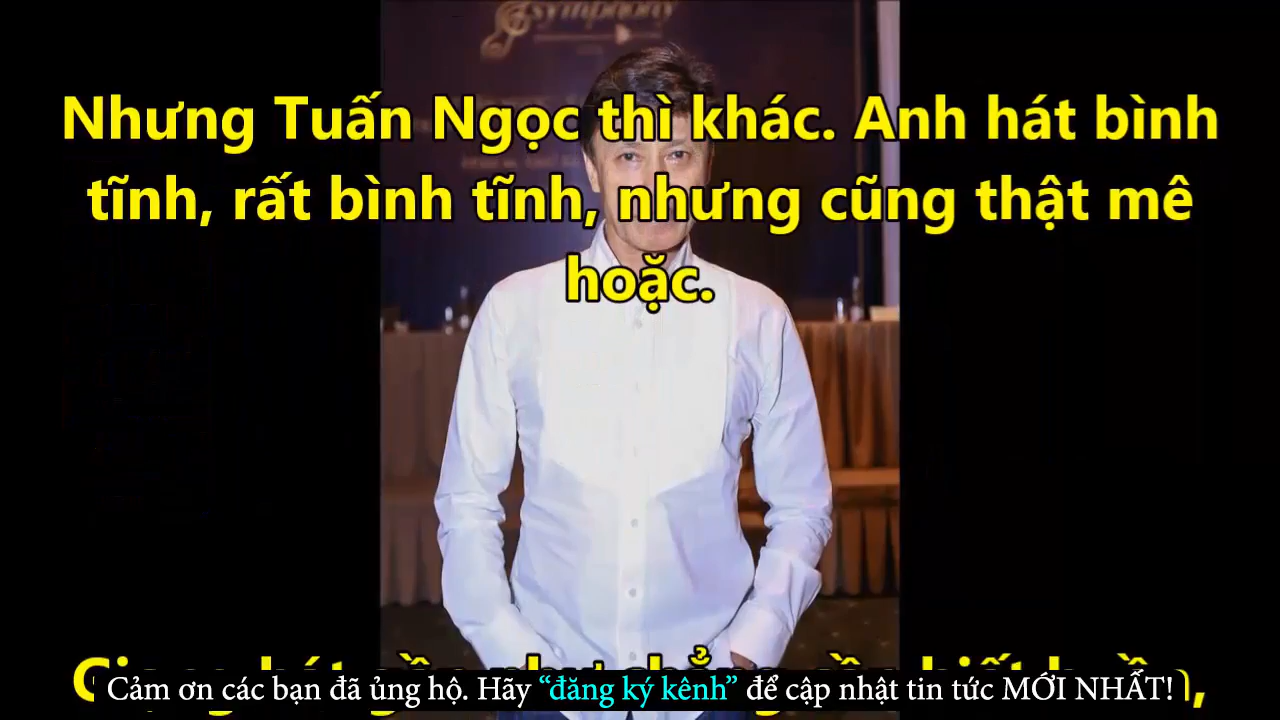 symphony
Nhưng Tuấn Ngọc thì khác. Anh hát bình
tĩnh, rất bình tĩnh, nhưng cũng thật mê
hoặc.
Cảm ơn các bạn đã ủng hộ. Hãy “đăng ký kênh” để cập nhật tin tức MỚI NHẤT!